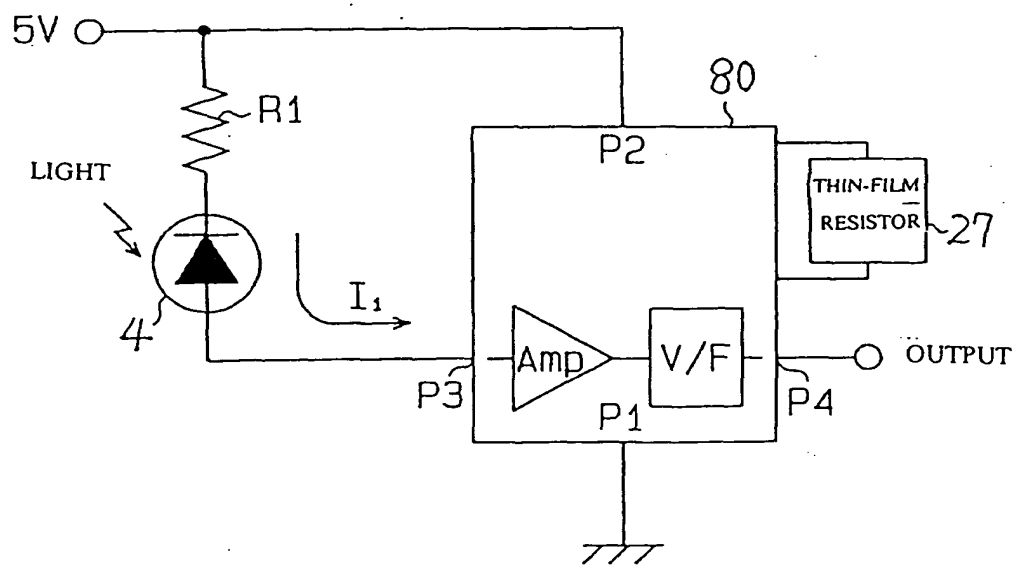 5V
80
R1
P2
LIGHT
THIN-FILM
RESISTOR
27
I₁
4
Amp
V/F
OUTPUT
P3
P1
P4